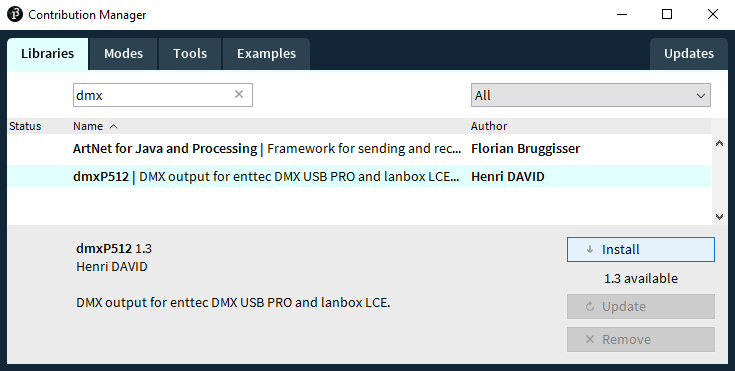 Contribution Manager
Libraries Modes Tools Examples Updates
dmx All
Status Name Author
ArtNet for Java and Processing | Framework for sending and rec... Florian Bruggisser
dmxP512 | DMX output for enttec DMX USB PRO and lanbox LCE... Henri DAVID
dmxP512 1.3
Install
Henri DAVID
1.3 available
DMX output for enttec DMX USB PRO and lanbox LCE.
Update
Remove